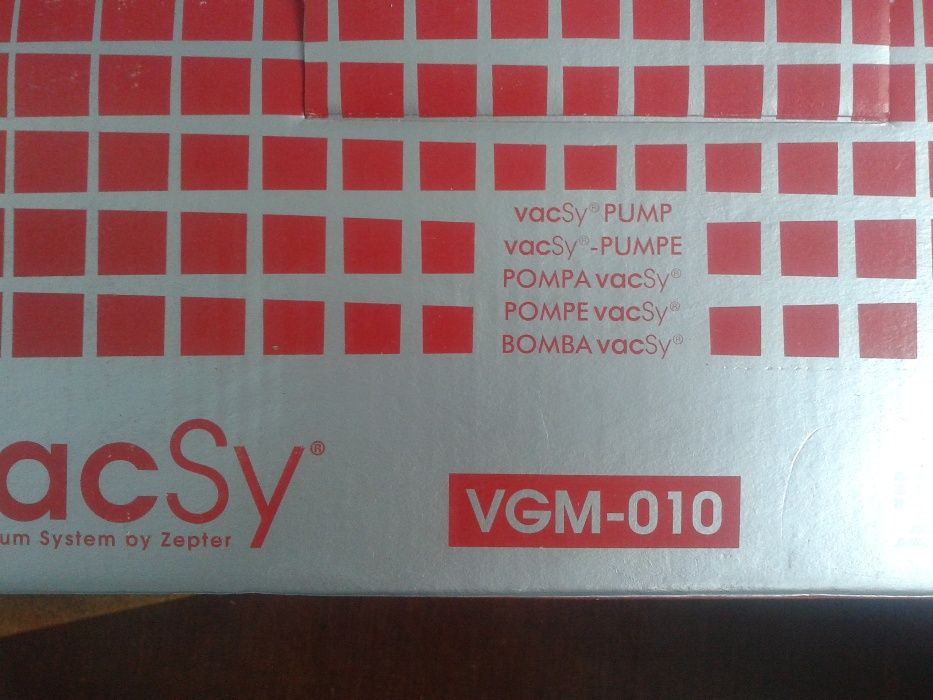 vacSy® PUMP
vacSy®-PUMPE
POMPA vacSy®
POMPE vacSy®
BOMBA vacSy®
acSy®
um System by Zepter
VGM-010